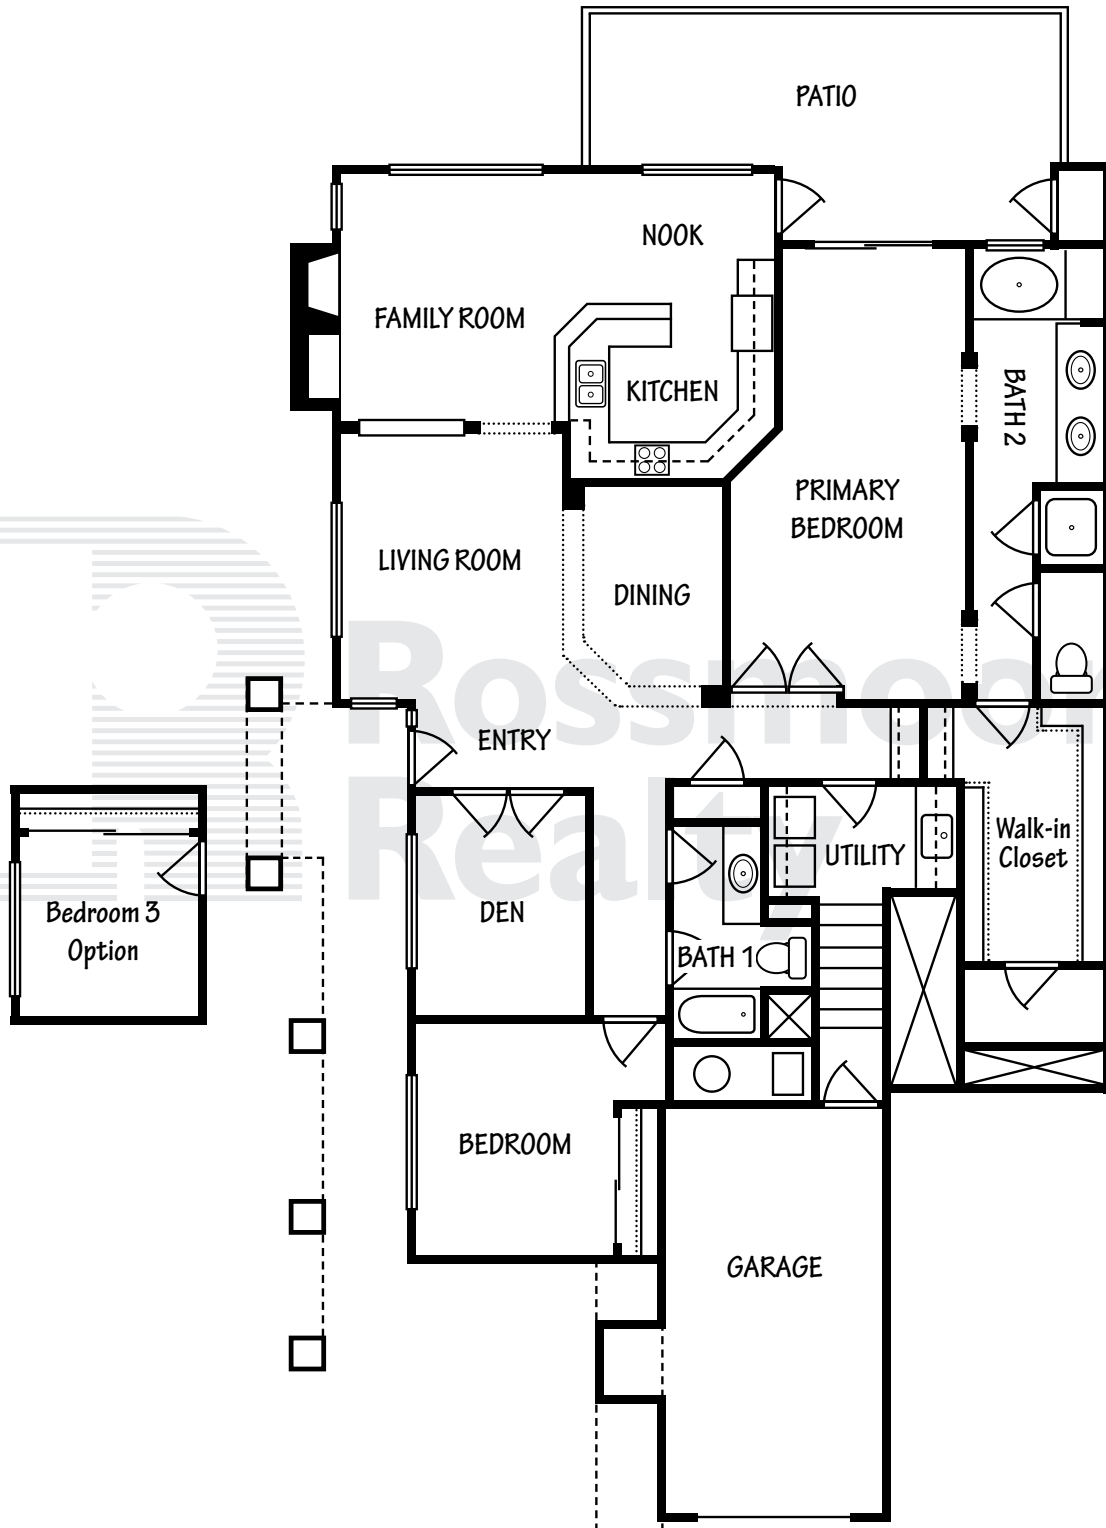 PATIO
NOOK
FAMILY ROOM
KITCHEN
BATH 2
PRIMARY
BEDROOM
LIVING ROOM
DINING
Rossmoor
ENTRY
Realty
Walk-in
Closet
UTILITY
Bedroom 3
Option
DEN
BATH 1
BEDROOM
GARAGE